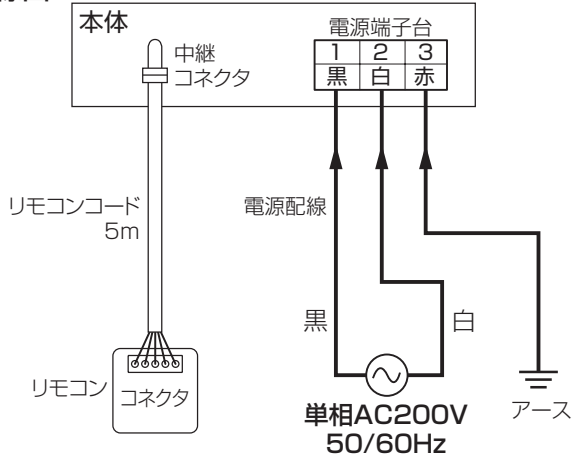 本体
電源端子台
1 2 3
黒 白 赤
中継
コネクタ
リモコンコード
5m
電源配線
黒
白
リモコン
コネクタ
単相AC200V
50/60Hz
アース